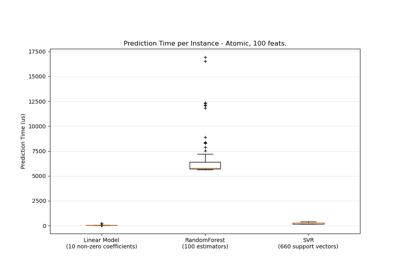 Prediction Time per Instance - Atomic, 100 feats.
17500
15000
12500
10000
7500
5000
2500
0
Prediction Time (us)
Linear Model
(10 non-zero coefficients)
RandomForest
(100 estimators)
SVR
(660 support vectors)